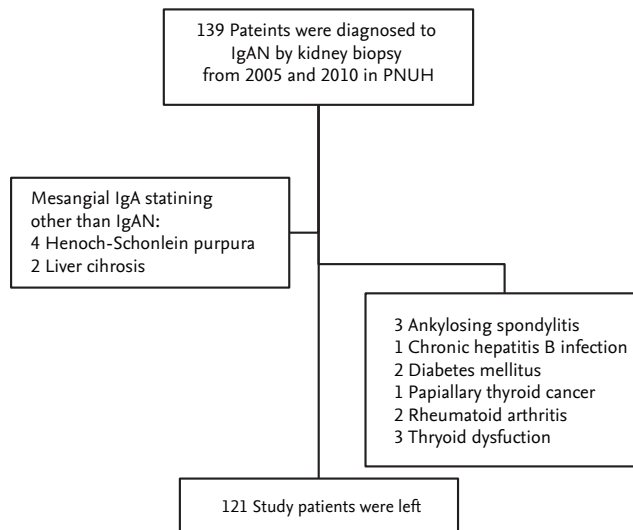 139 Pateints were diagnosed to
IgAN by kidney biopsy
from 2005 and 2010 in PNUH
Mesangial IgA statining
other than IgAN:
4 Henoch-Schonlein purpura
2 Liver cihrosis
3 Ankylosing spondylitis
1 Chronic hepatitis B infection
2 Diabetes mellitus
1 Papiallary thyroid cancer
2 Rheumatoid arthritis
3 Thryoid dysfuction
121 Study patients were left